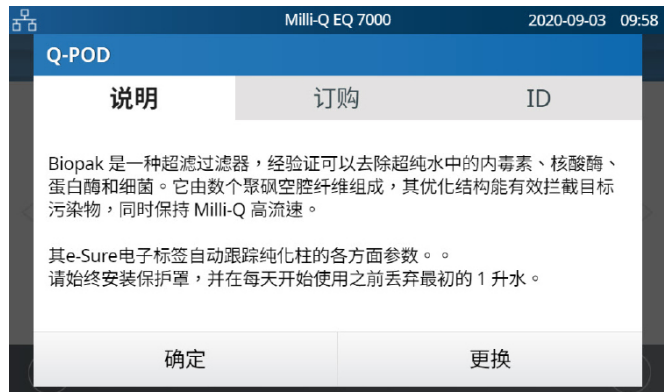 Milli-Q EQ 7000 2020-09-03 09:58
Q-POD
说明 订购 ID
Biopak 是一种超滤过滤器，经验证可以去除超纯水中的内毒素、核酸酶、
蛋白酶和细菌。它由数个聚砜空腔纤维组成，其优化结构能有效拦截目标
污染物，同时保持 Milli-Q 高流速。
其e-Sure电子标签自动跟踪纯化柱的各方面参数。。
请始终安装保护罩，并在每天开始使用之前丢弃最初的 1 升水。
确定 更换